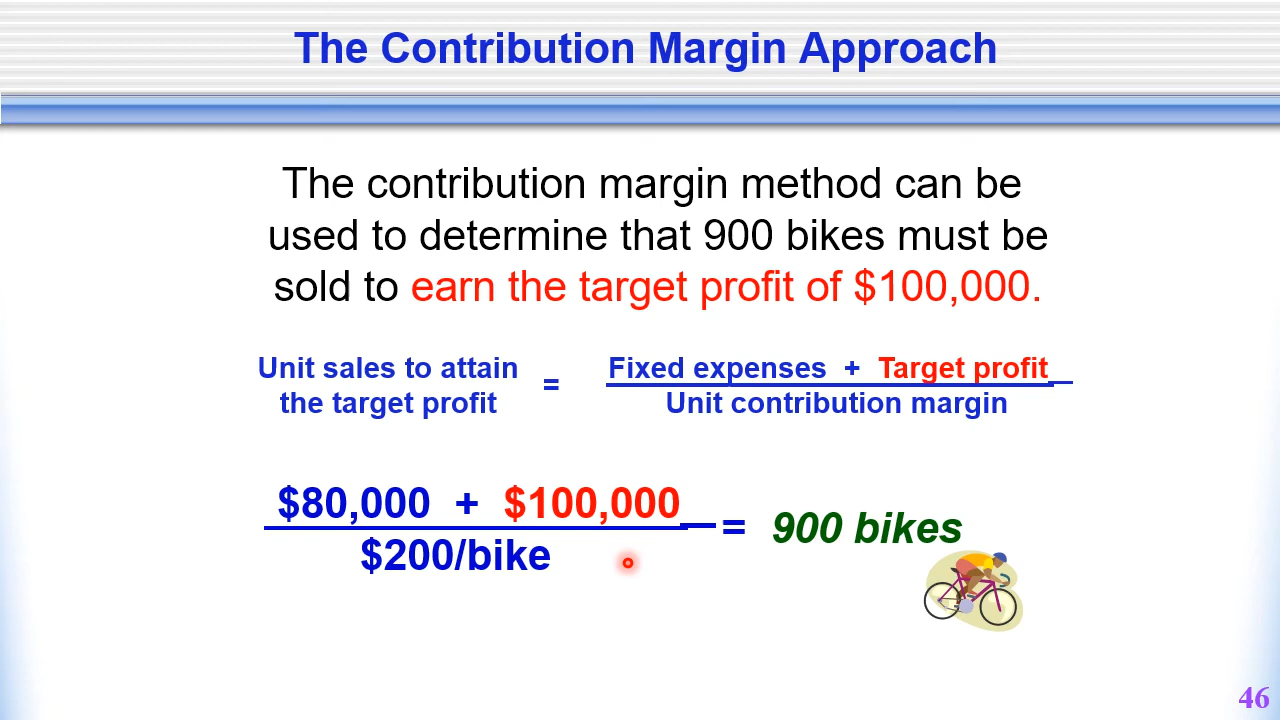 The Contribution Margin Approach
The contribution margin method can be
used to determine that 900 bikes must be
sold to earn the target profit of $100,000.
Unit sales to attain
the target profit
=
Fixed expenses + Target profit
Unit contribution margin
$80,000 + $100,000
$200/bike
= 900 bikes
46